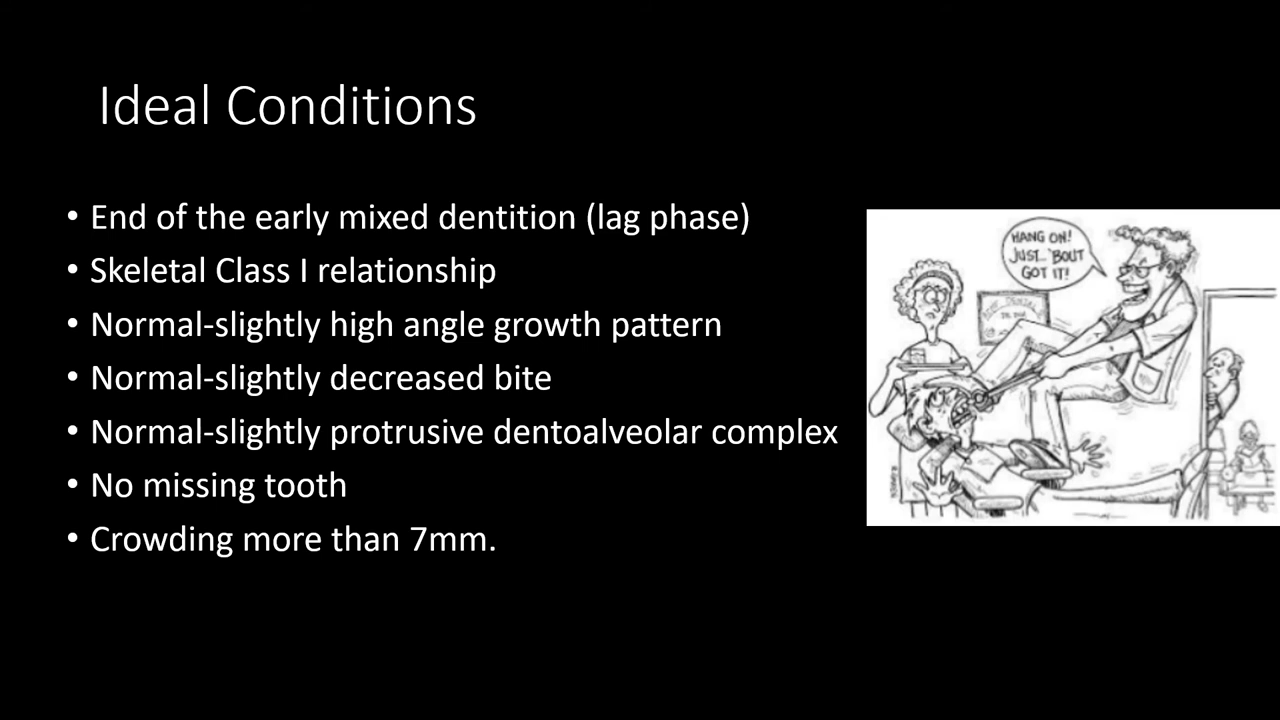 Ideal Conditions
• End of the early mixed dentition (lag phase)
• Skeletal Class I relationship
• Normal-slightly high angle growth pattern
• Normal-slightly decreased bite
• Normal-slightly protrusive dentoalveolar complex
• No missing tooth
• Crowding more than 7mm.
HANG ON!
JUST 'BOUT
GOT IT!